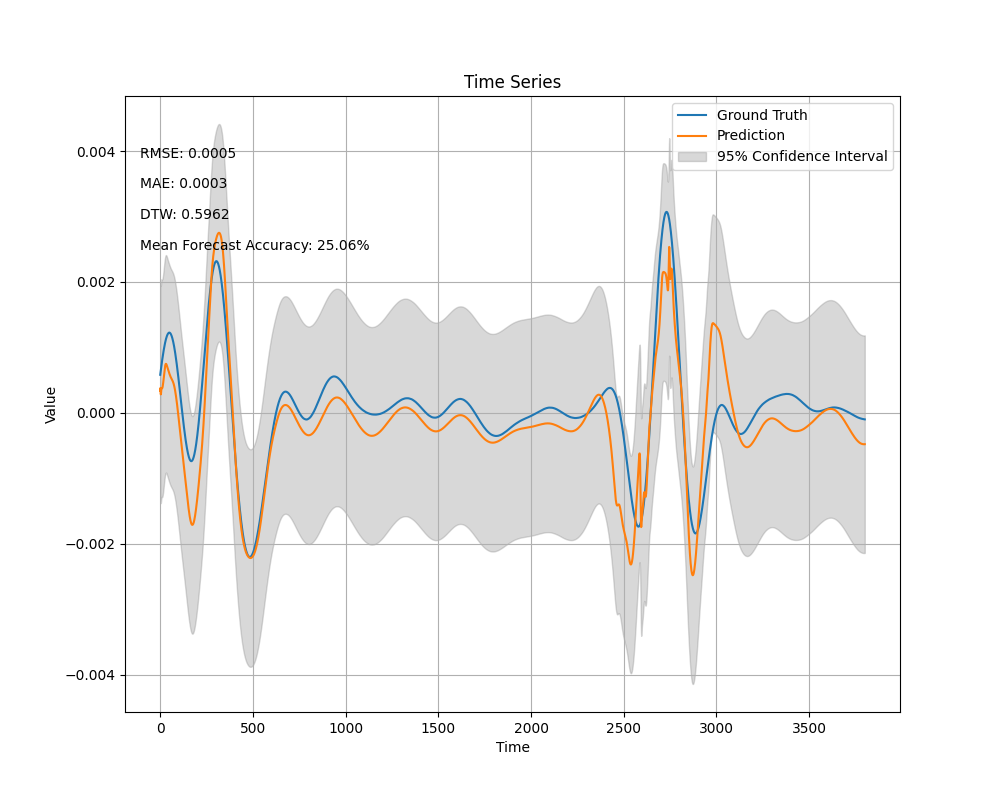 Time Series
Ground Truth
Prediction
95% Confidence Interval
RMSE: 0.0005
MAE: 0.0003
DTW: 0.5962
Mean Forecast Accuracy: 25.06%
Value
0.004
0.002
0.000
−0.002
−0.004
0 500 1000 1500 2000 2500 3000 3500
Time